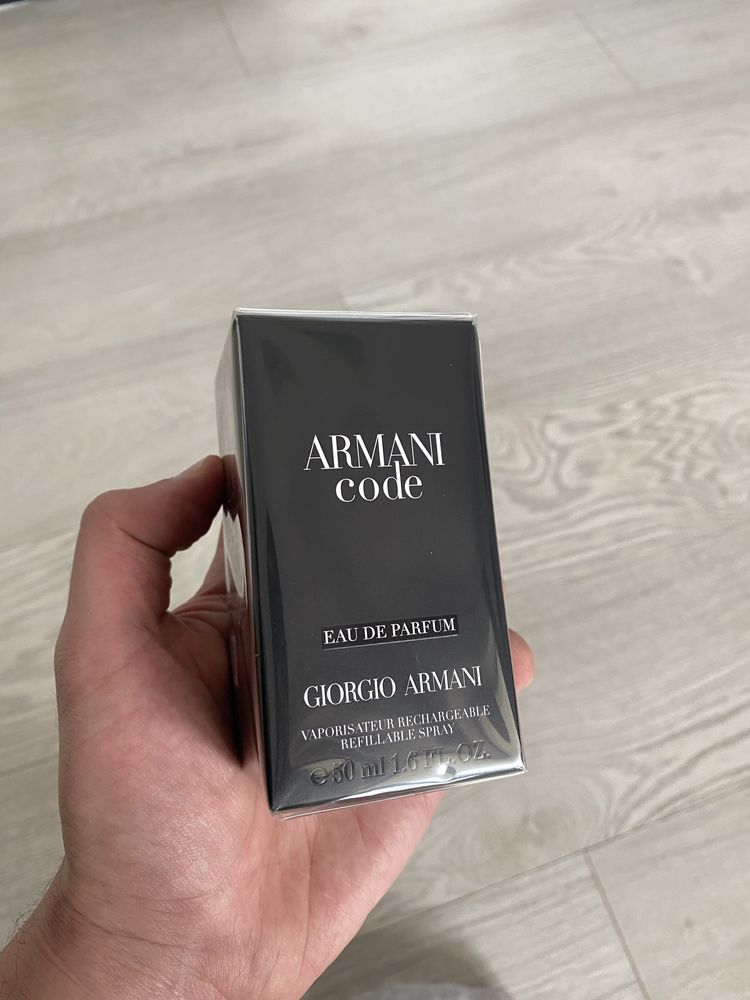 ARMANI
code
EAU DE PARFUM
GIORGIO ARMANI
VAPORISATEUR RECHARGEABLE
REFILLABLE SPRAY
℮ 50 ml 1.6 FL. OZ.